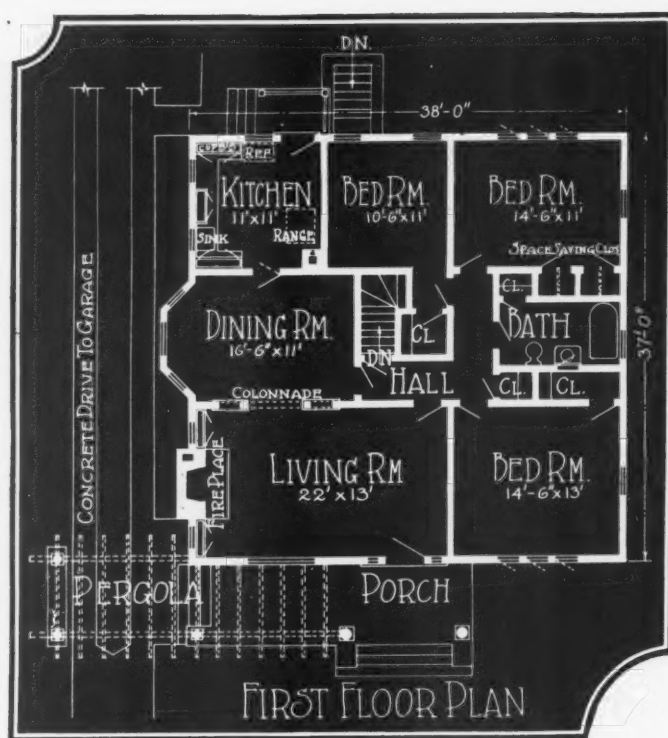 DN.
38'-0"
REF.
KITCHEN
11'x11'
RANGE
SINK
BED RM.
10'-6"x11'
BED RM.
14'-6"x11'
SPACE SAVING CLOS.
CL.
BATH
37'-0"
CONCRETE DRIVE TO GARAGE
DINING RM.
16'-6"x11'
DN
CL.
HALL
COLONNADE
CL.
CL.
FIREPLACE
LIVING RM
22'x13'
BED RM.
14'-6"x13'
PERGOLA
PORCH
FIRST FLOOR PLAN